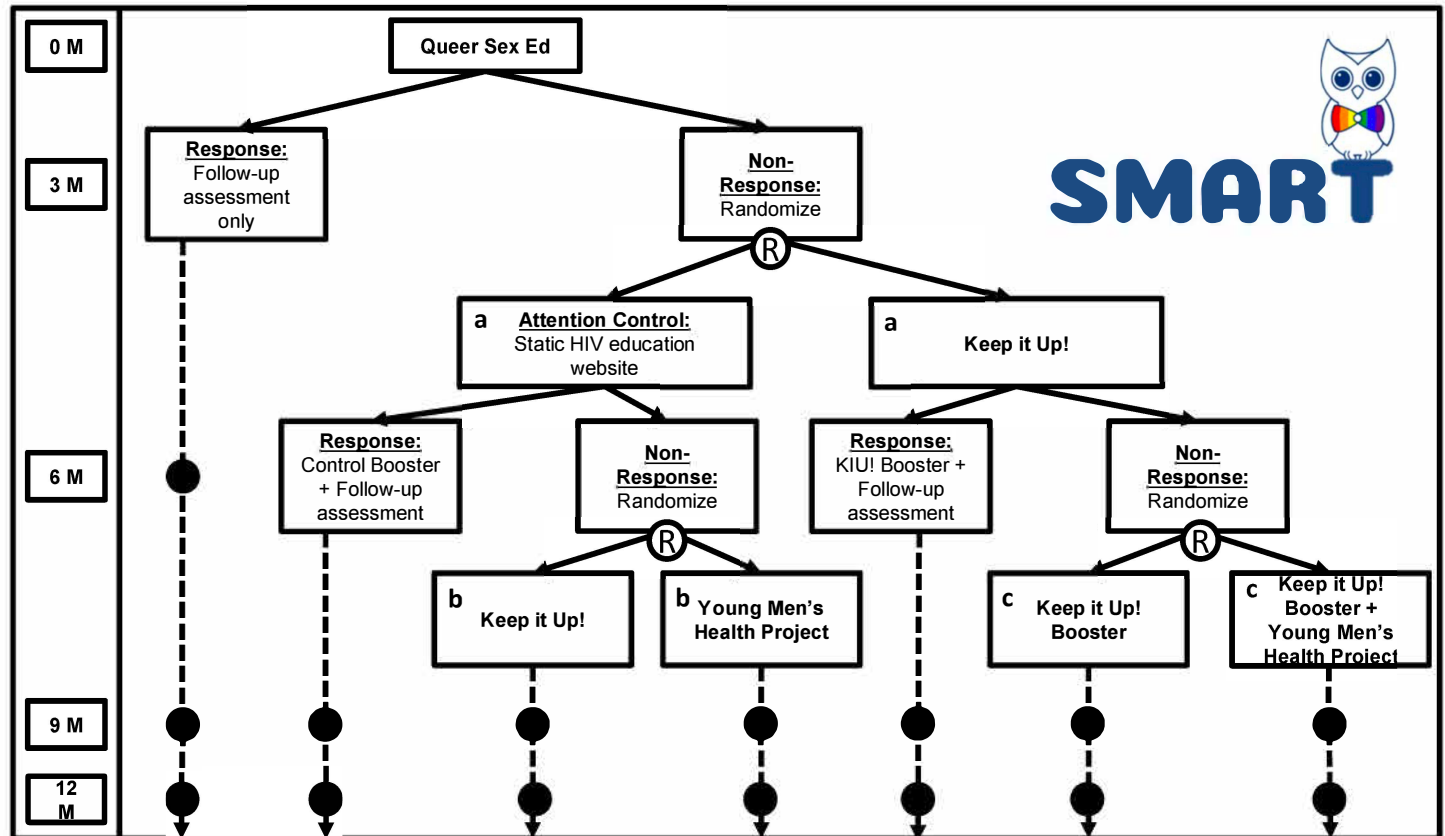 0 M
Queer Sex Ed
SMART
3 M
Response:
Follow-up
assessment
only
Non-
Response:
Randomize
R
a
Attention Control:
Static HIV education
website
a
Keep it Up!
6 M
Response:
Control Booster
+ Follow-up
assessment
Non-
Response:
Randomize
R
Response:
KIU! Booster +
Follow-up
assessment
Non-
Response:
Randomize
R
b
Keep it Up!
b
Young Men's
Health Project
c
Keep it Up!
Booster
c
Keep it Up!
Booster +
Young Men's
Health Project
9 M
12
M